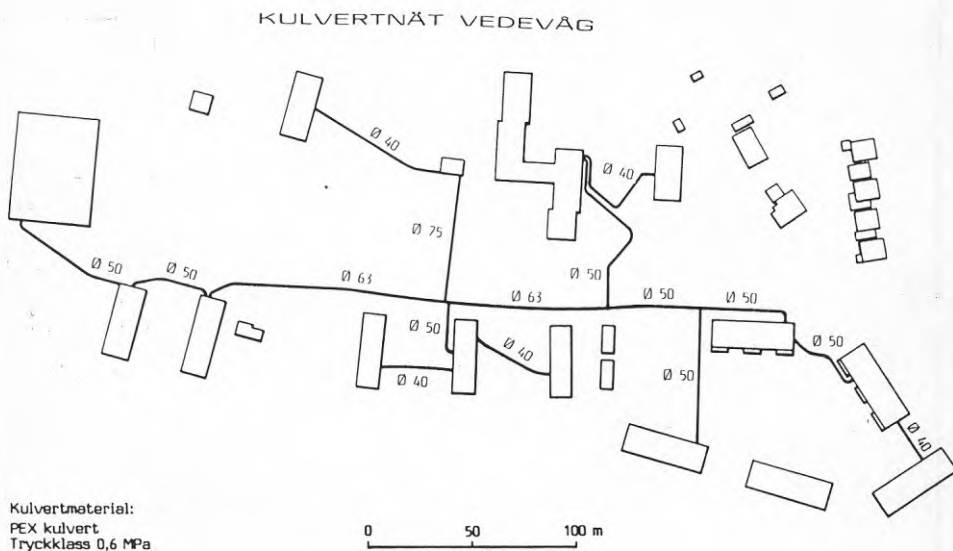 KULVERTNÄT VEDEVÅG
Ø 40
Ø 40
Ø 75
Ø 50
Ø 50
Ø 63
Ø 50
Ø 63
Ø 50
Ø 50
Ø 50
Ø 40
Ø 40
Ø 50
Ø 50
Ø 40
Kulvertmaterial:
PEX kulvert
Tryckklass 0,6 MPa
0 50 100 m